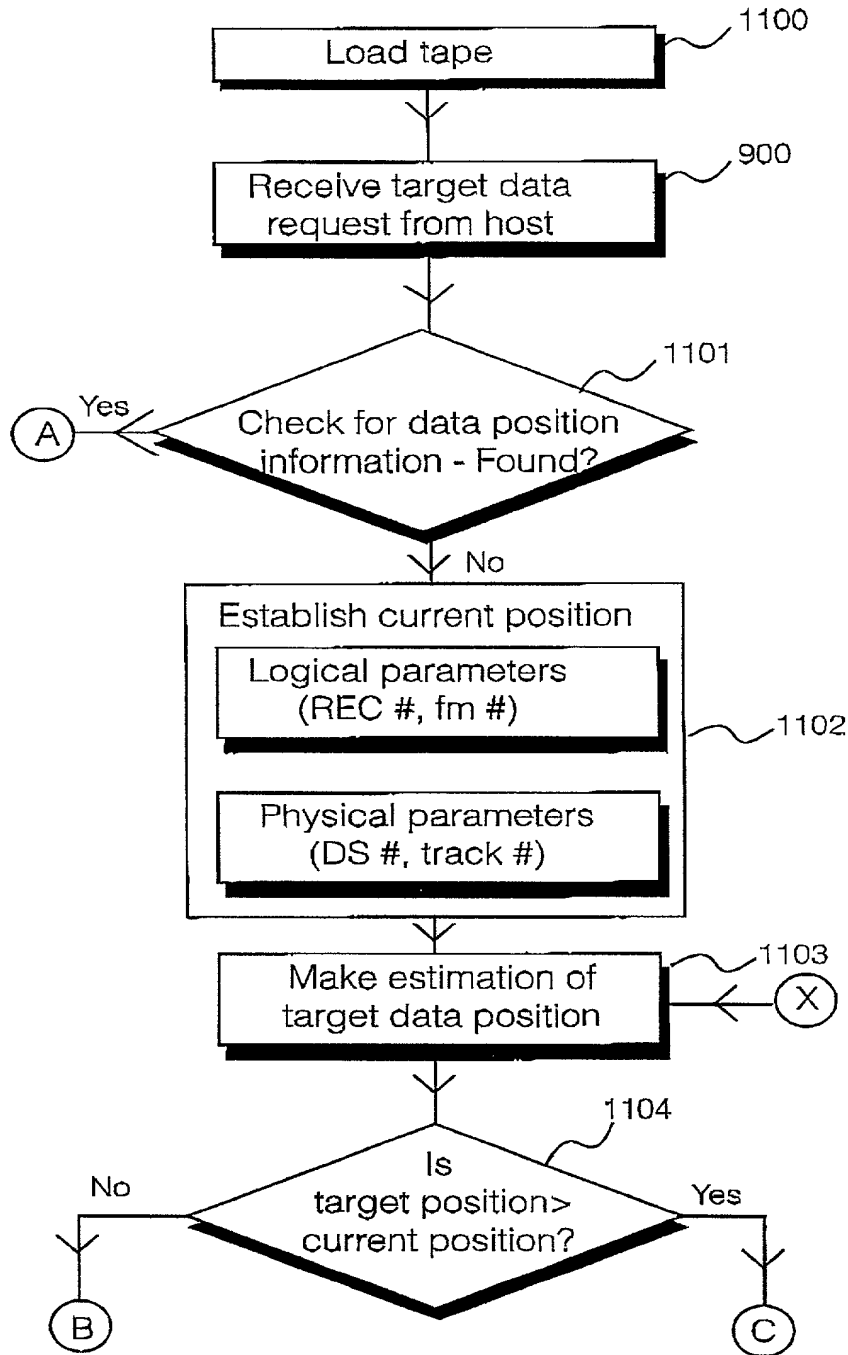 1100
Load tape
900
Receive target data
request from host
1101
Yes
A
Check for data position
information - Found?
No
Establish current position
Logical parameters
(REC #, fm #)
1102
Physical parameters
(DS #, track #)
1103
Make estimation of
target data position
X
1104
No
Is
target position>
current position?
Yes
B
C